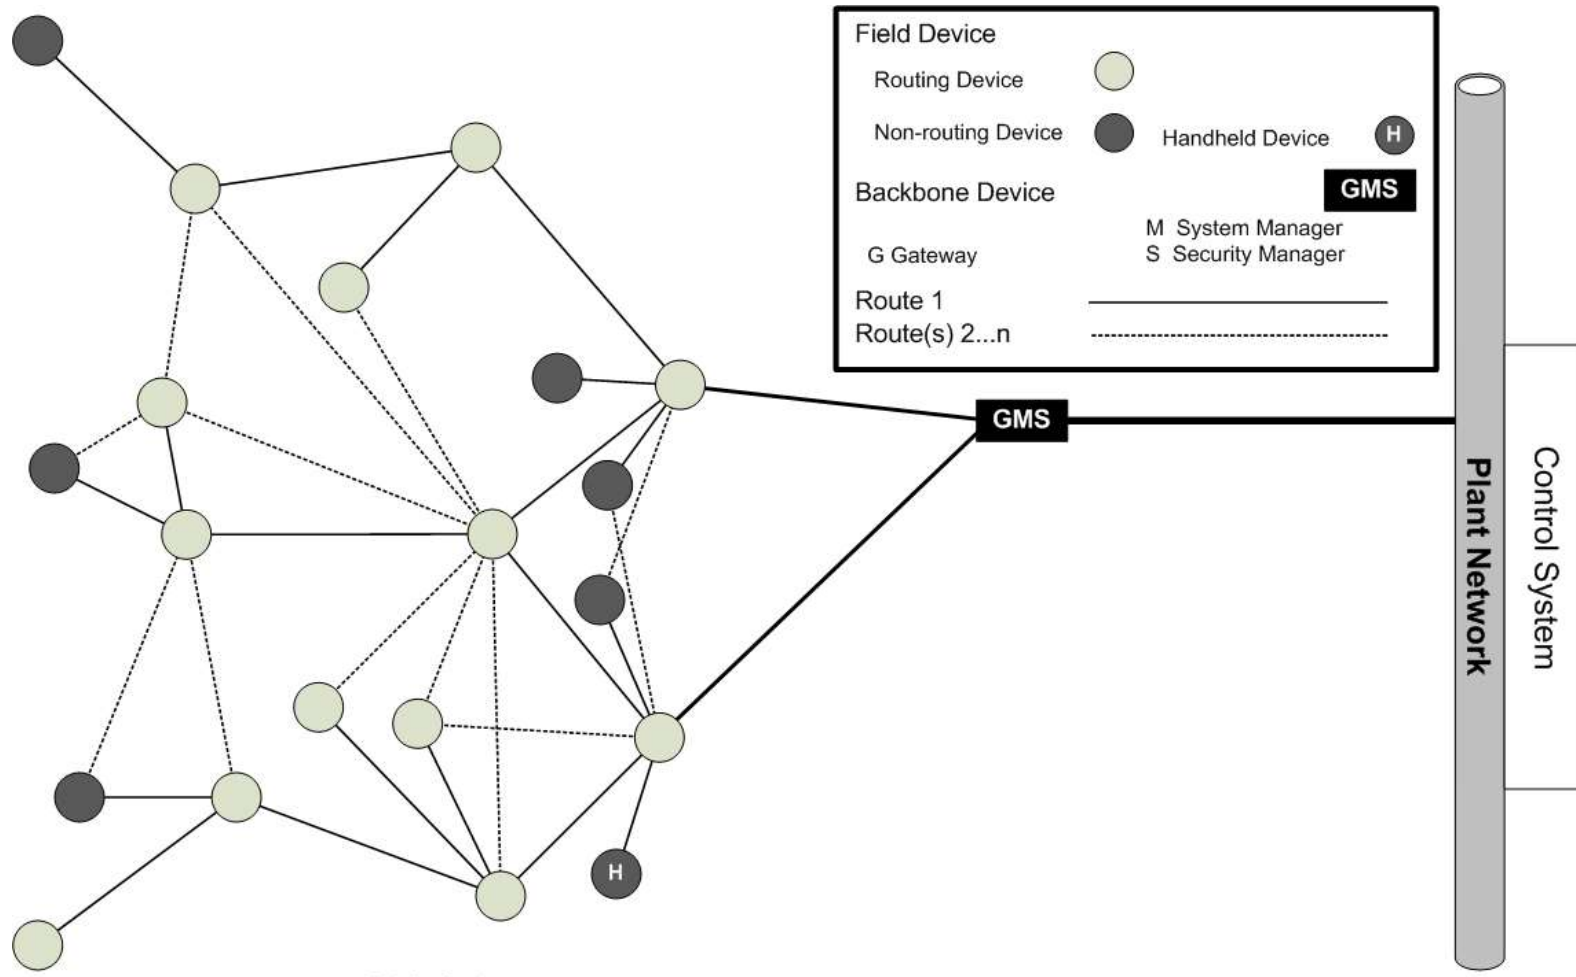 Field Device
Routing Device
Non-routing Device
Handheld Device
H
Backbone Device
GMS
M System Manager
G Gateway
S Security Manager
Route 1
Route(s) 2...n
GMS
H
Plant Network
Control System